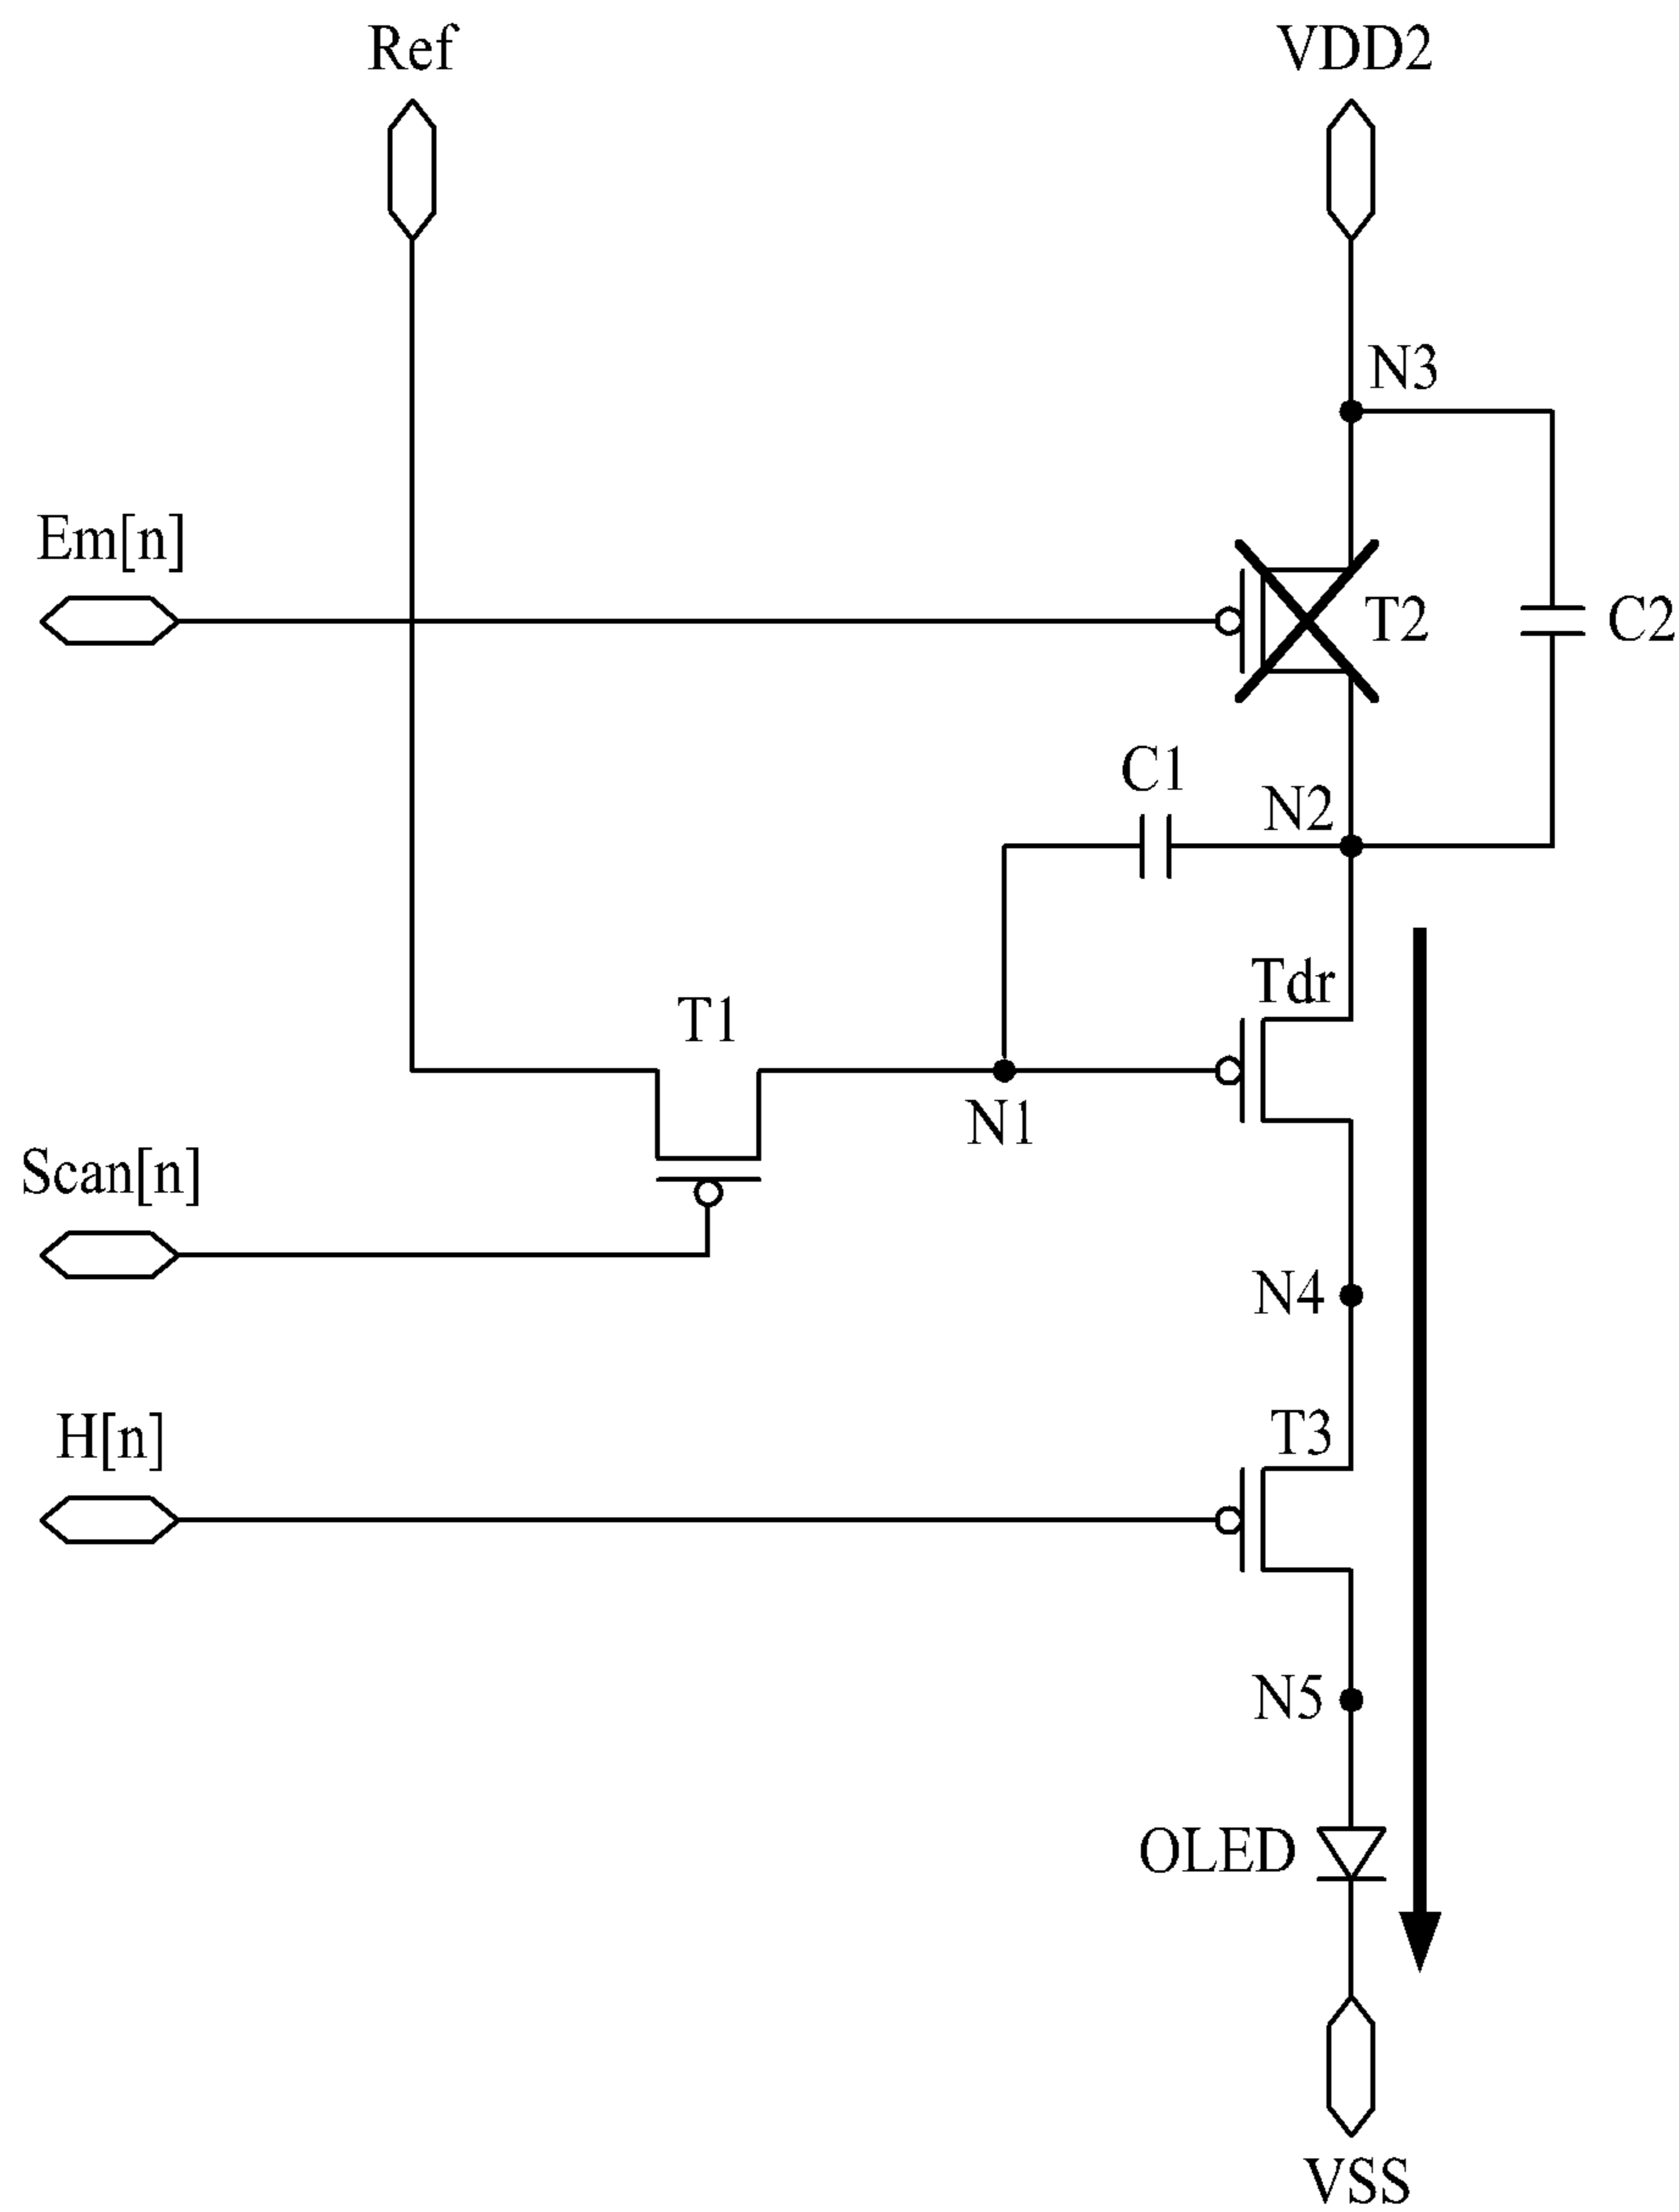 Ref
VDD2
N3
Em[n]
T2
C2
C1
N2
Tdr
T1
N1
Scan[n]
N4
H[n]
T3
N5
OLED
VSS